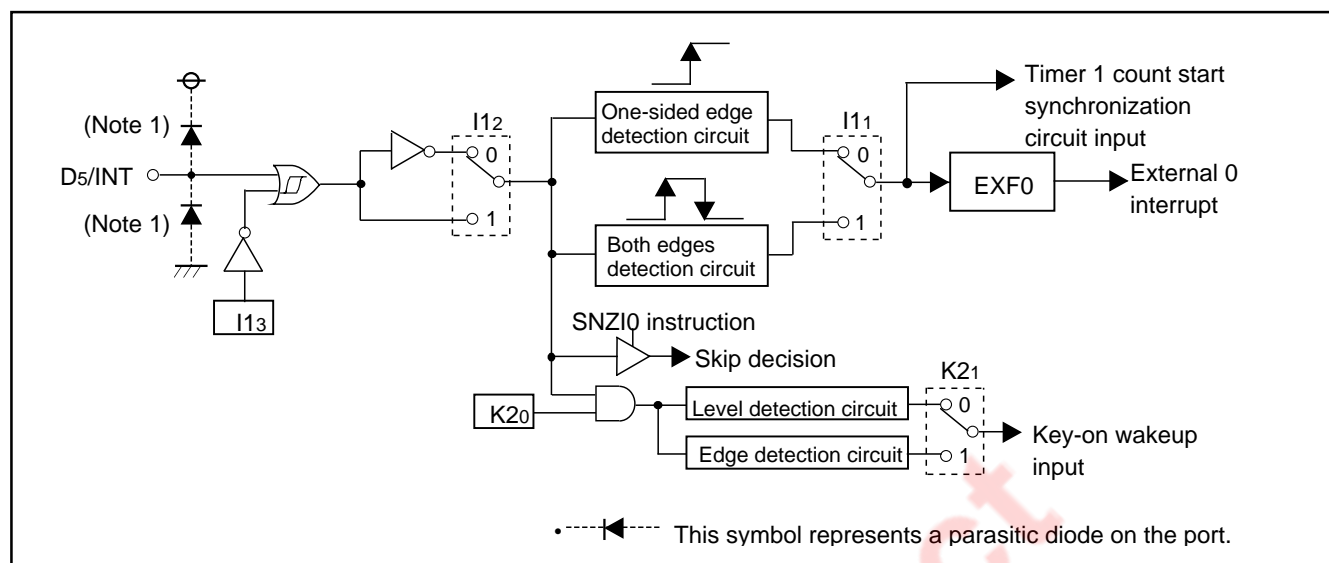 Timer 1 count start
synchronization
circuit input
(Note 1)
One-sided edge
detection circuit
I12
0
1
I11
0
1
D5/INT
EXF0
External 0
interrupt
(Note 1)
Both edges
detection circuit
I13
SNZI0 instruction
Skip decision
K21
K20
Level detection circuit
0
Edge detection circuit
1
Key-on wakeup
input
This symbol represents a parasitic diode on the port.